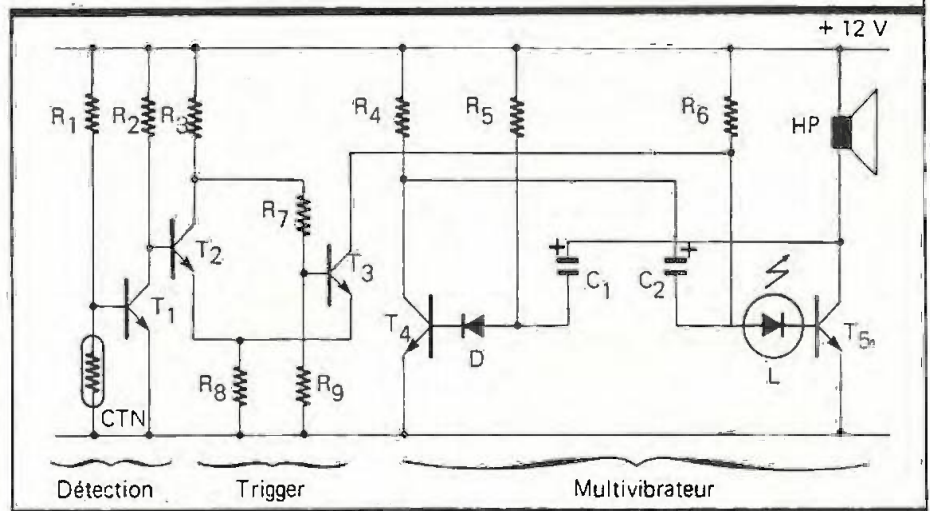 + 12 V
R1 R2 R3 R4 R5 R6 HP
R7
T2 T3 C1 C2
T1 T4 D T5
R8 R9 L
CTN
Détection Trigger Multivibrateur